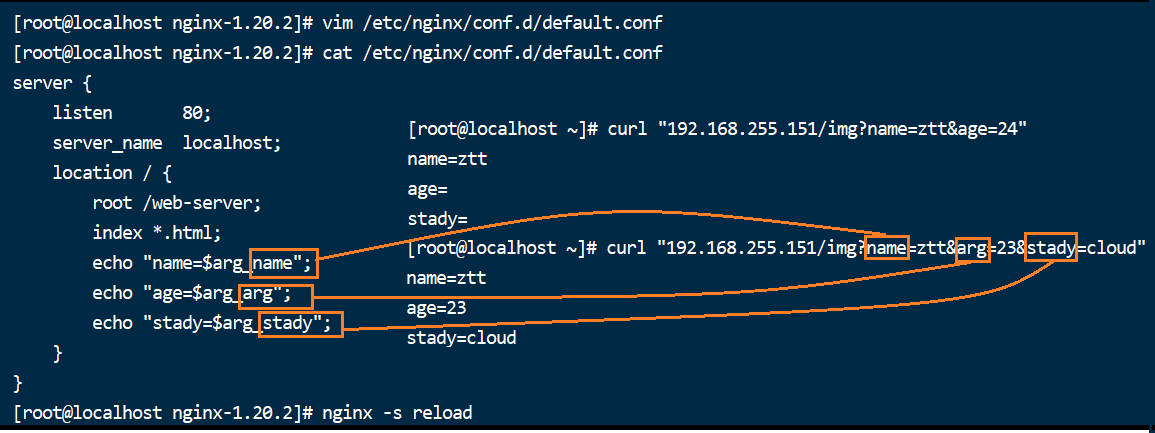 [root@localhost nginx-1.20.2]# vim /etc/nginx/conf.d/default.conf
[root@localhost nginx-1.20.2]# cat /etc/nginx/conf.d/default.conf
server {
listen 80;
server_name localhost;
location / {
root /web-server;
index *.html;
echo "name=$arg_name";
echo "age=$arg_arg";
echo "stady=$arg_stady";
}
}
[root@localhost nginx-1.20.2]# nginx -s reload
[root@localhost ~]# curl "192.168.255.151/img?name=ztt&age=24"
name=ztt
age=
stady=
[root@localhost ~]# curl "192.168.255.151/img?name=ztt&arg=23&stady=cloud"
name=ztt
age=23
stady=cloud